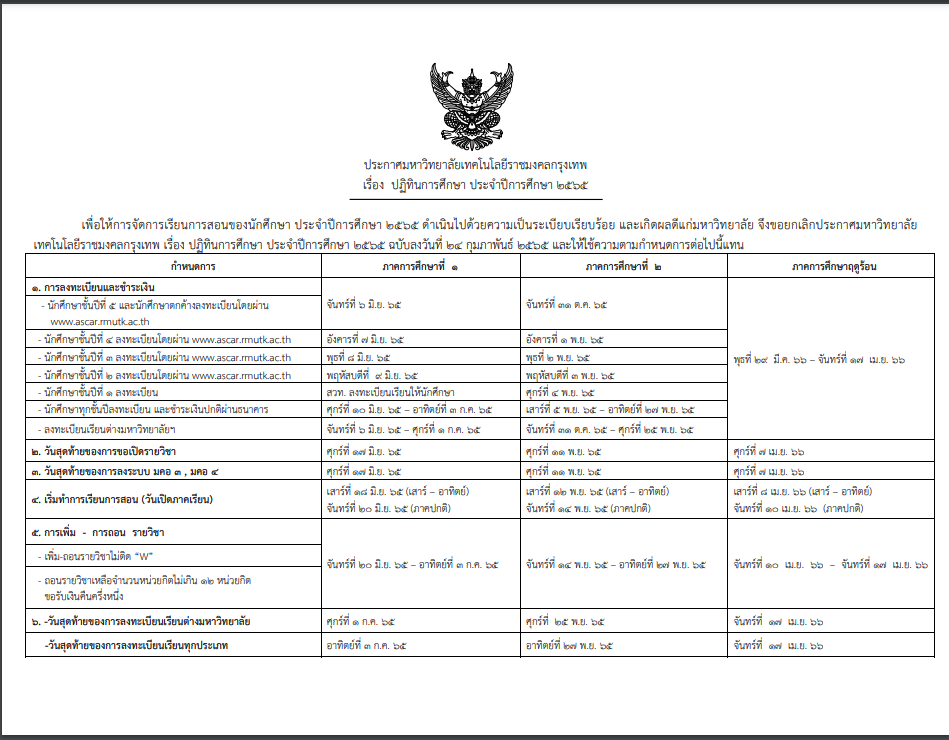 ประกาศมหาวิทยาลัยเทคโนโลยีราชมงคลกรุงเทพ
เรื่อง ปฏิทินการศึกษา ประจำปีการศึกษา ๒๕๖๕
เพื่อให้การจัดการเรียนการสอนของนักศึกษา ประจำปีการศึกษา ๒๕๖๕ ดำเนินไปด้วยความเป็นระเบียบเรียบร้อย และเกิดผลดีแก่มหาวิทยาลัย จึงขอยกเลิกประกาศมหาวิทยาลัย
เทคโนโลยีราชมงคลกรุงเทพ เรื่อง ปฏิทินการศึกษา ประจำปีการศึกษา ๒๕๖๕ ฉบับลงวันที่ ๒๔ กุมภาพันธ์ ๒๕๖๕ และให้ใช้ความตามกำหนดการต่อไปนี้แทน
กำหนดการ ภาคการศึกษาที่ ๑ ภาคการศึกษาที่ ๒ ภาคการศึกษาฤดูร้อน
๑. การลงทะเบียนและชำระเงิน
- นักศึกษาชั้นปีที่ ๕ และนักศึกษาตกค้างลงทะเบียนโดยผ่าน จันทร์ที่ ๖ มิ.ย. ๖๕ จันทร์ที่ ๓๑ ต.ค. ๖๕
www.ascar.rmutk.ac.th
- นักศึกษาชั้นปีที่ ๔ ลงทะเบียนโดยผ่าน www.ascar.rmutk.ac.th อังคารที่ ๗ มิ.ย. ๖๕ อังคารที่ ๑ พ.ย. ๖๕
- นักศึกษาชั้นปีที่ ๓ ลงทะเบียนโดยผ่าน www.ascar.rmutk.ac.th พุธที่ ๘ มิ.ย. ๖๕ พุธที่ ๒ พ.ย. ๖๕ พุธที่ ๒๙ มี.ค. ๖๖ – จันทร์ที่ ๑๗ เม.ย. ๖๖
- นักศึกษาชั้นปีที่ ๒ ลงทะเบียนโดยผ่าน www.ascar.rmutk.ac.th พฤหัสบดีที่ ๙ มิ.ย. ๖๕ พฤหัสบดีที่ ๓ พ.ย. ๖๕
- นักศึกษาชั้นปีที่ ๑ ลงทะเบียน สวท. ลงทะเบียนเรียนให้นักศึกษา ศุกร์ที่ ๔ พ.ย. ๖๕
- นักศึกษาทุกชั้นปีลงทะเบียน และชำระเงินปกติผ่านธนาคาร ศุกร์ที่ ๑๐ มิ.ย. ๖๕ – อาทิตย์ที่ ๓ ก.ค. ๖๕ เสาร์ที่ ๕ พ.ย. ๖๕ – อาทิตย์ที่ ๒๗ พ.ย. ๖๕
- ลงทะเบียนเรียนต่างมหาวิทยาลัยฯ จันทร์ที่ ๖ มิ.ย. ๖๕ – ศุกร์ที่ ๑ ก.ค. ๖๕ จันทร์ที่ ๓๑ ต.ค. ๖๕ – ศุกร์ที่ ๒๕ พ.ย. ๖๕
๒. วันสุดท้ายของการขอเปิดรายวิชา ศุกร์ที่ ๑๗ มิ.ย. ๖๕ ศุกร์ที่ ๑๑ พ.ย. ๖๕ ศุกร์ที่ ๗ เม.ย. ๖๖
๓. วันสุดท้ายของการลงระบบ มคอ ๓ , มคอ ๔ ศุกร์ที่ ๑๗ มิ.ย. ๖๕ ศุกร์ที่ ๑๑ พ.ย. ๖๕ ศุกร์ที่ ๗ เม.ย. ๖๖
๔. เริ่มทำการเรียนการสอน (วันเปิดภาคเรียน) เสาร์ที่ ๑๘ มิ.ย. ๖๕ (เสาร์ – อาทิตย์) เสาร์ที่ ๑๒ พ.ย. ๖๕ (เสาร์ – อาทิตย์) เสาร์ที่ ๘ เม.ย. ๖๖ (เสาร์ – อาทิตย์)
จันทร์ที่ ๒๐ มิ.ย. ๖๕ (ภาคปกติ) จันทร์ที่ ๑๔ พ.ย. ๖๕ (ภาคปกติ) จันทร์ที่ ๑๐ เม.ย. ๖๖ (ภาคปกติ)
๕. การเพิ่ม - การถอน รายวิชา
- เพิ่ม-ถอนรายวิชาไม่ติด “W” จันทร์ที่ ๒๐ มิ.ย. ๖๕ – อาทิตย์ที่ ๓ ก.ค. ๖๕ จันทร์ที่ ๑๔ พ.ย. ๖๕ – อาทิตย์ที่ ๒๗ พ.ย. ๖๕ จันทร์ที่ ๑๐ เม.ย. ๖๖ – จันทร์ที่ ๑๗ เม.ย. ๖๖
- ถอนรายวิชาเหลือจำนวนหน่วยกิตไม่เกิน ๑๒ หน่วยกิต
ขอรับเงินคืนครึ่งหนึ่ง
๖. -วันสุดท้ายของการลงทะเบียนเรียนต่างมหาวิทยาลัย ศุกร์ที่ ๑ ก.ค. ๖๕ ศุกร์ที่ ๒๕ พ.ย. ๖๕ จันทร์ที่ ๑๗ เม.ย. ๖๖
-วันสุดท้ายของการลงทะเบียนเรียนทุกประเภท อาทิตย์ที่ ๓ ก.ค. ๖๕ อาทิตย์ที่ ๒๗ พ.ย. ๖๕ จันทร์ที่ ๑๗ เม.ย. ๖๖